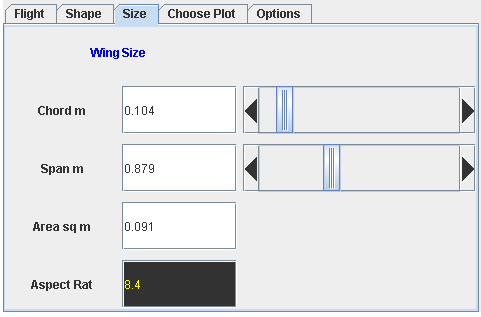 Flight Shape Size Choose Plot Options
Wing Size
Chord m 0.104
Span m 0.879
Area sq m 0.091
Aspect Rat 8.4